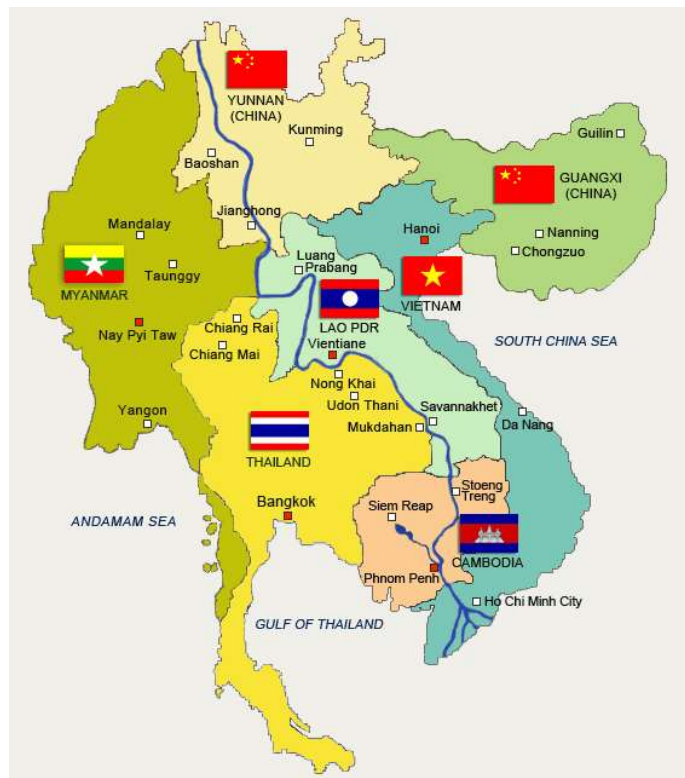 YUNNAN
(CHINA)
Kunming
Guilin
Baoshan
GUANGXI
(CHINA)
Jianghong
Mandalay
Hanoi
Nanning
Chongzuo
Luang
Prabang
Taunggy
MYANMAR
VIETNAM
LAO PDR
Chiang Rai
Nay Pyi Taw
Vientiane
SOUTH CHINA SEA
Chiang Mai
Nong Khai
Udon Thani
Savannakhet
Yangon
Mukdahan
Da Nang
THAILAND
Stoeng
Treng
Bangkok
Siem Reap
ANDAMAM SEA
CAMBODIA
Phnom Penh
Ho Chi Minh City
GULF OF THAILAND